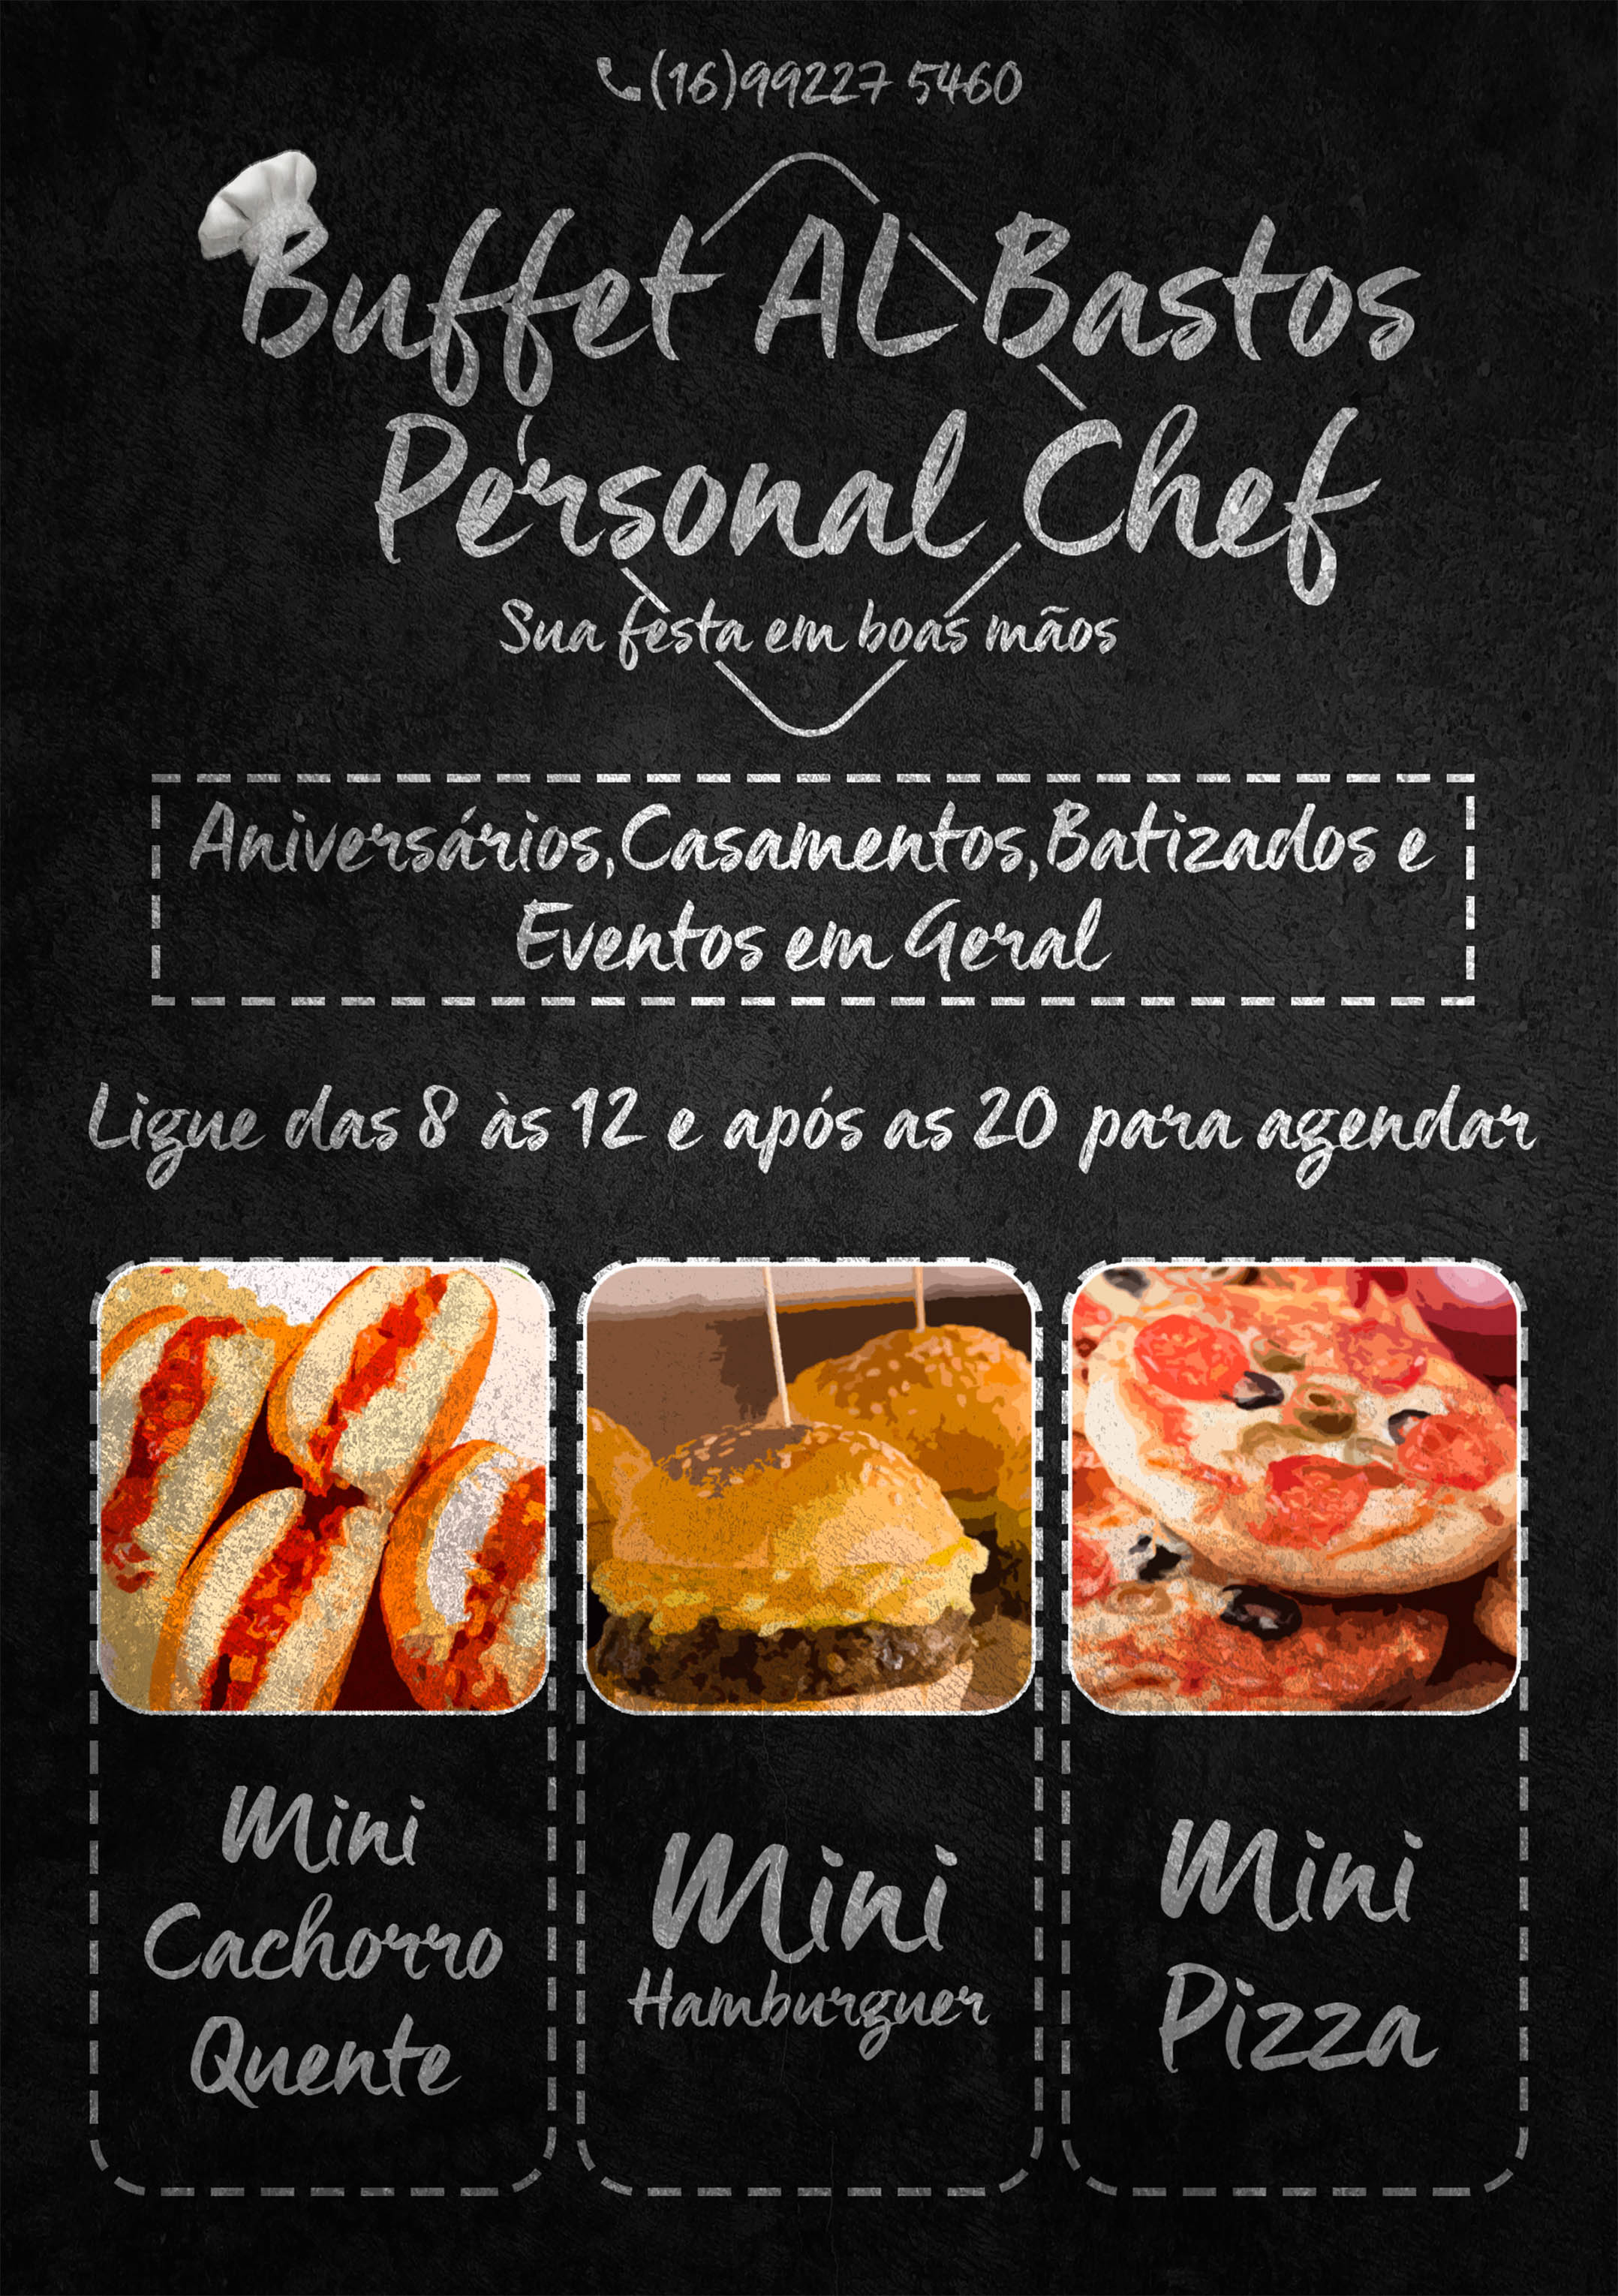 (16)99227 5460
Buffet AL Bastos
Personal Chef
Sua festa em boas mãos
Aniversários,Casamentos,Batizados e
Eventos em Geral
Ligue das 8 às 12 e após as 20 para agendar
Mini
Cachorro
Quente
Mini
Hamburguer
Mini
Pizza